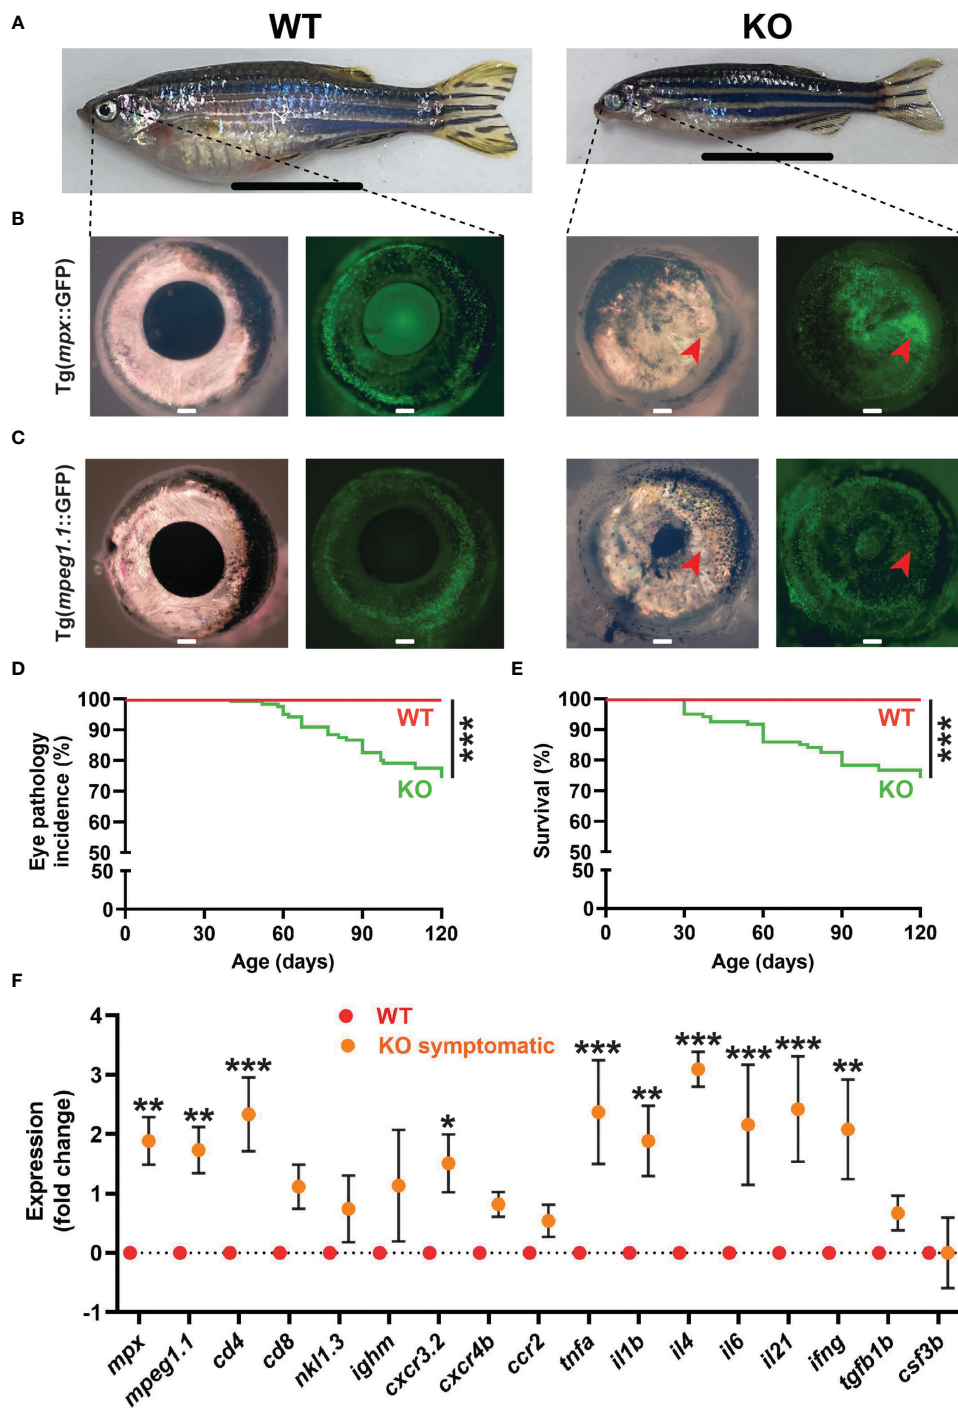 A
WT
KO
B
Tg(mpx::GFP)
C
Tg(mpeg1.1::GFP)
D
Eye pathology
incidence (%)
100
90
80
70
60
50
50
0
0
30
60
90
120
Age (days)
WT
KO
***
E
Survival (%)
100
90
80
70
60
50
50
0
0
30
60
90
120
Age (days)
WT
KO
***
F
WT
KO symptomatic
Expression
(fold change)
4
3
2
1
0
-1
**
**
***
*
***
**
***
***
***
**
mpx
mpeg1.1
cd4
cd8
nkl1.3
ighm
cxcr3.2
cxcr4b
ccr2
tnfa
il1b
il4
il6
il21
ifng
tgfb1b
csf3b